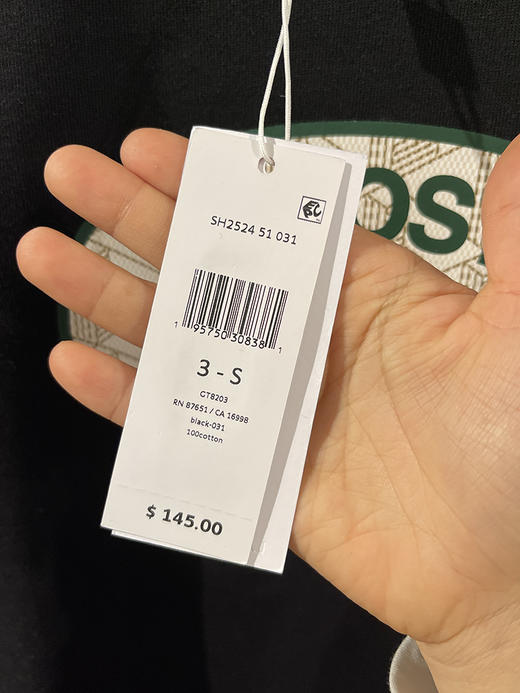 OS
SH2524 51 031
1 95750 30838 1
3 - S
GT8203
RN 87651 / CA 16998
black-031
100cotton
$ 145.00